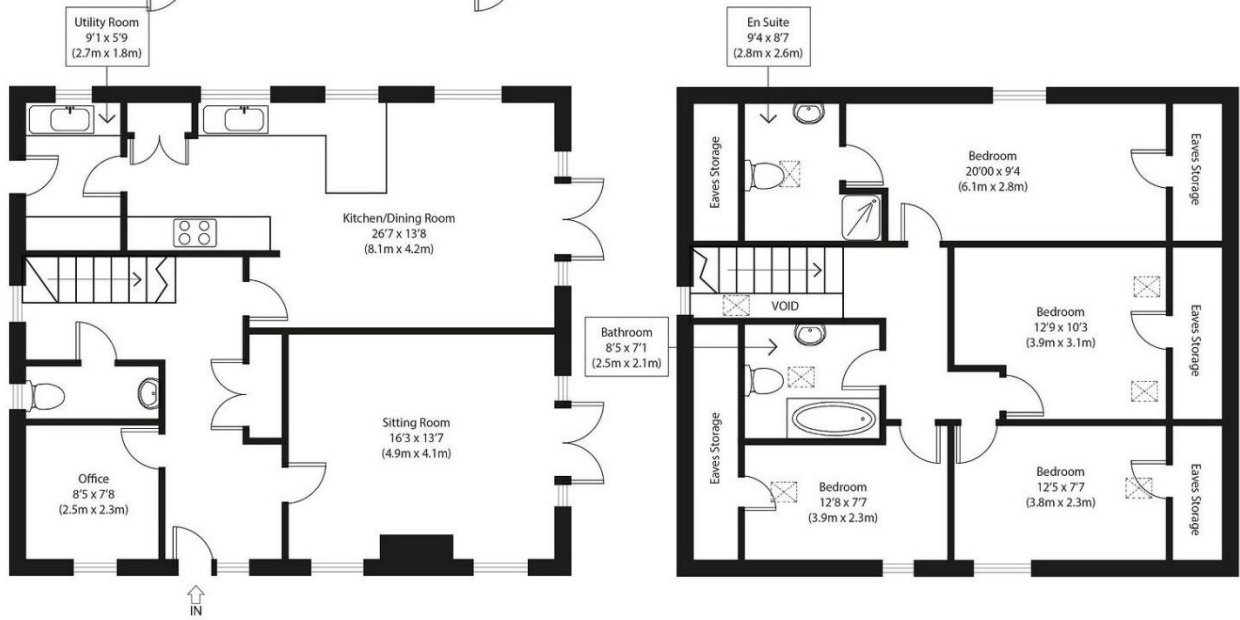 Utility Room
9'1 x 5'9
(2.7m x 1.8m)
Kitchen/Dining Room
26'7 x 13'8
(8.1m x 4.2m)
Sitting Room
16'3 x 13'7
(4.9m x 4.1m)
Office
8'5 x 7'8
(2.5m x 2.3m)
IN
En Suite
9'4 x 8'7
(2.8m x 2.6m)
Eaves Storage
Bedroom
20'00 x 9'4
(6.1m x 2.8m)
Eaves Storage
VOID
Bedroom
12'9 x 10'3
(3.9m x 3.1m)
Eaves Storage
Bathroom
8'5 x 7'1
(2.5m x 2.1m)
Eaves Storage
Bedroom
12'8 x 7'7
(3.9m x 2.3m)
Bedroom
12'5 x 7'7
(3.8m x 2.3m)
Eaves Storage